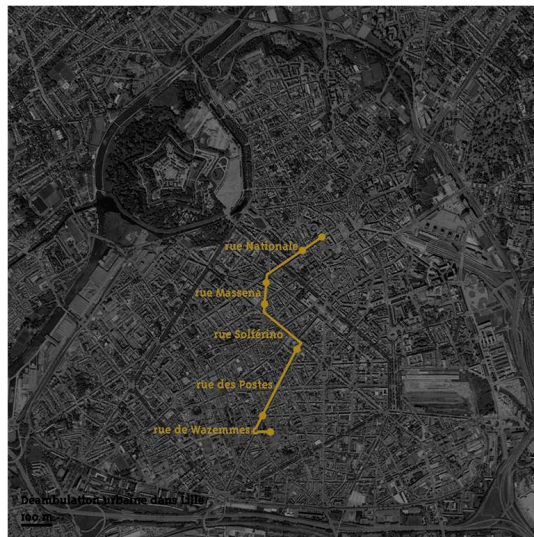 rue Nationale
rue Massena
rue Solférino
rue des Postes
rue de Wazemmes
Déambulation urbaine dans Lille
100 m